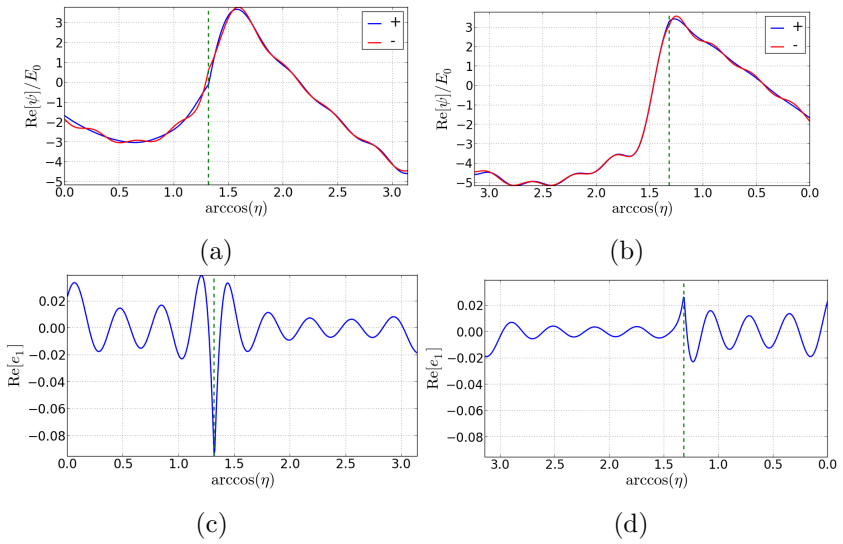 3
2
1
0
−1
−2
−3
−4
−5
Re[ψ]/E₀
+
-
0.0 0.5 1.0 1.5 2.0 2.5 3.0
arccos(η)
(a)
3
2
1
0
−1
−2
−3
−4
−5
Re[ψ]/E₀
+
-
3.0 2.5 2.0 1.5 1.0 0.5 0.0
arccos(η)
(b)
0.02
0.00
−0.02
−0.04
−0.06
−0.08
Re[e₁]
0.0 0.5 1.0 1.5 2.0 2.5 3.0
arccos(η)
(c)
0.02
0.00
−0.02
−0.04
−0.06
−0.08
Re[e₁]
3.0 2.5 2.0 1.5 1.0 0.5 0.0
arccos(η)
(d)